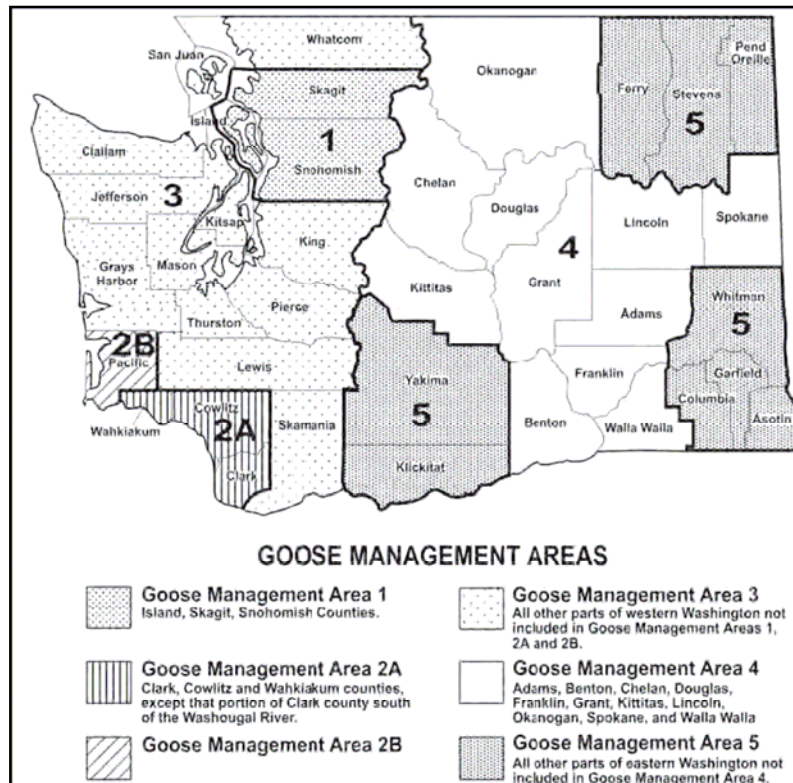 Whatcom
San Juan
Okanogan
Pend
Oreille
Skagit
Ferry
Stevens
Island
1
5
Clallam
Snohomish
Chelan
Jefferson
3
Douglas
Lincoln
Spokane
Kitsap
King
4
Grays
Harbor
Mason
Kittitas
Grant
Whitman
Pierce
Adams
5
Thurston
2B
Pacific
Lewis
Franklin
Garfield
Yakima
Columbia
Cowlitz
5
Asotin
Wahkiakum
2A
Skamania
Benton
Walla Walla
Clark
Klickitat
GOOSE MANAGEMENT AREAS
Goose Management Area 1
Island, Skagit, Snohomish Counties.
Goose Management Area 2A
Clark, Cowlitz and Wahkiakum counties,
except that portion of Clark county south
of the Washougal River.
Goose Management Area 2B
Goose Management Area 3
All other parts of western Washington not
included in Goose Management Areas 1,
2A and 2B.
Goose Management Area 4
Adams, Benton, Chelan, Douglas,
Franklin, Grant, Kittitas, Lincoln,
Okanogan, Spokane, and Walla Walla
Goose Management Area 5
All other parts of eastern Washington not
included in Goose Management Area 4.